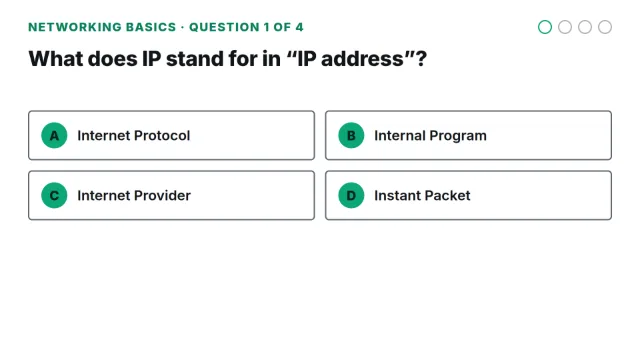 NETWORKING BASICS · QUESTION 1 OF 4
What does IP stand for in “IP address”?
A Internet Protocol
B Internal Program
C Internet Provider
D Instant Packet